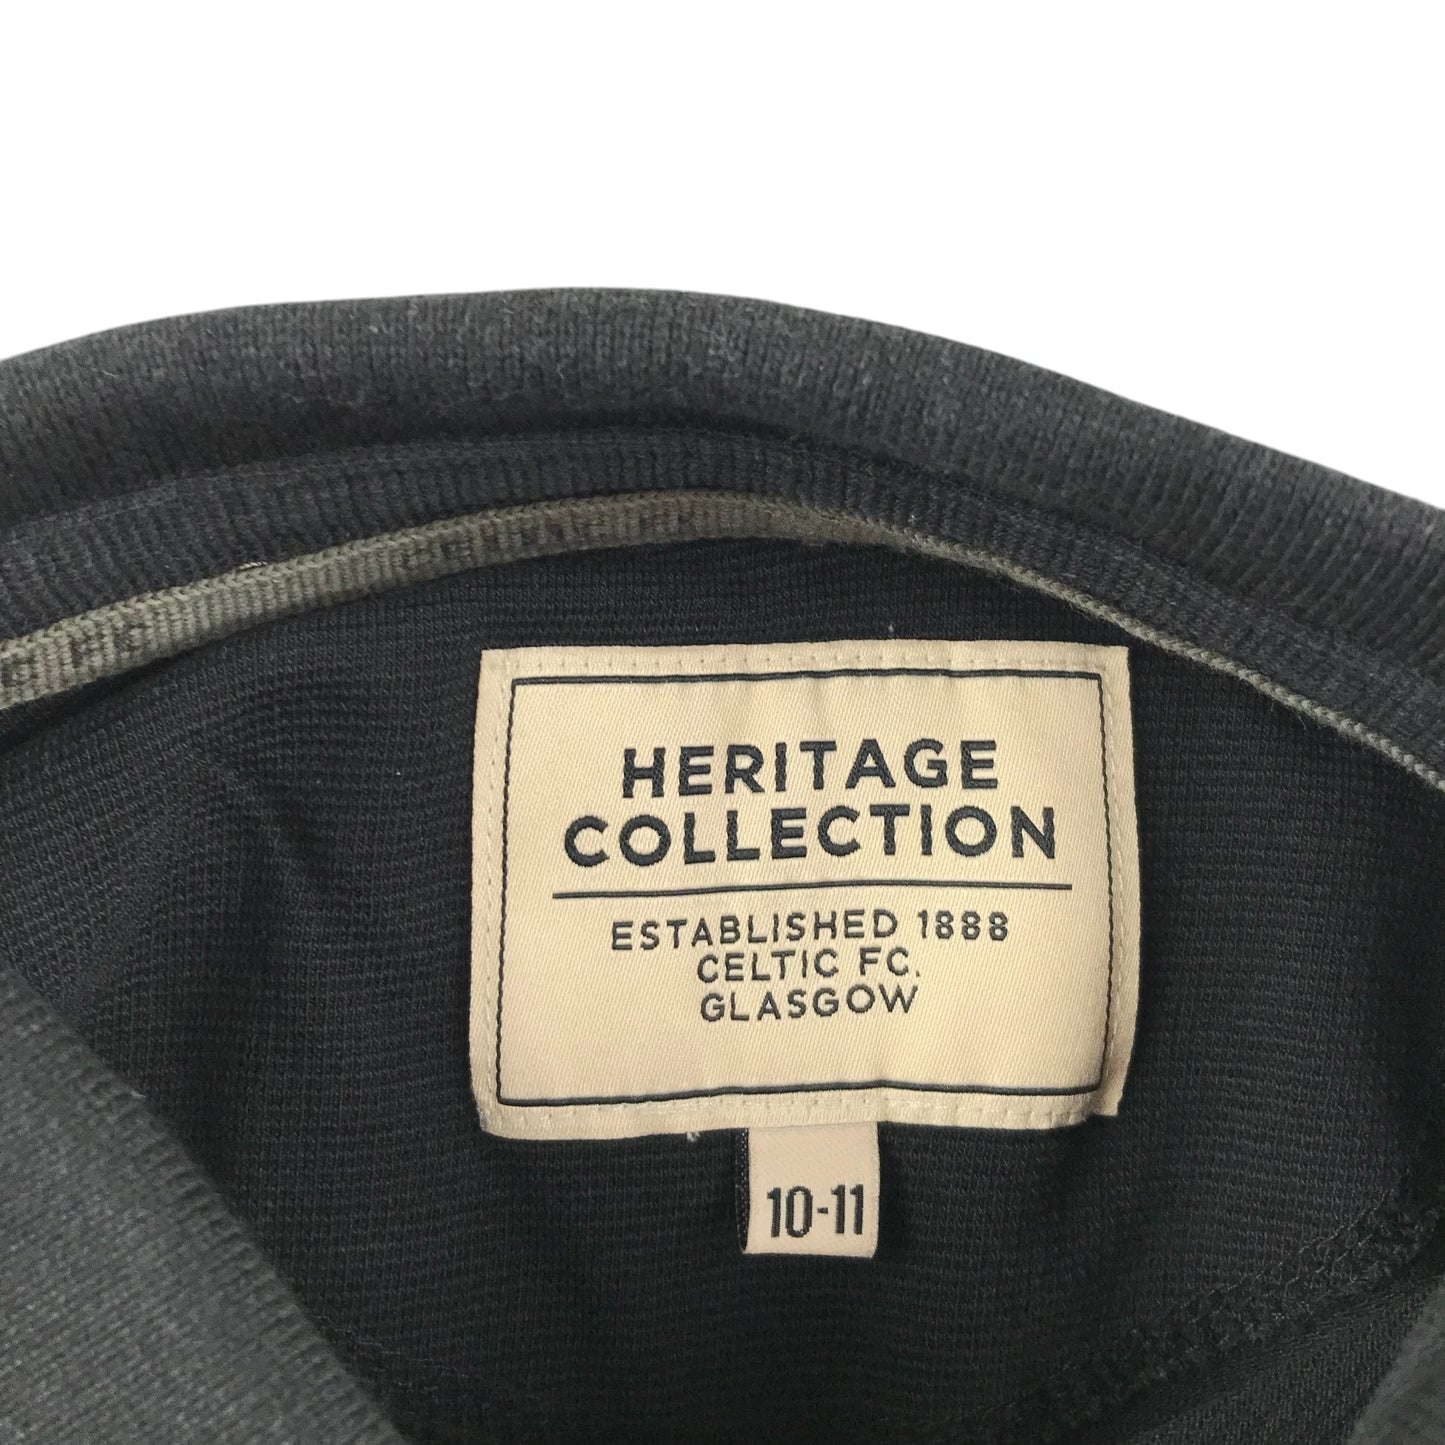 HERITAGE
COLLECTION
ESTABLISHED 1888
CELTIC FC.
GLASGOW
10-11